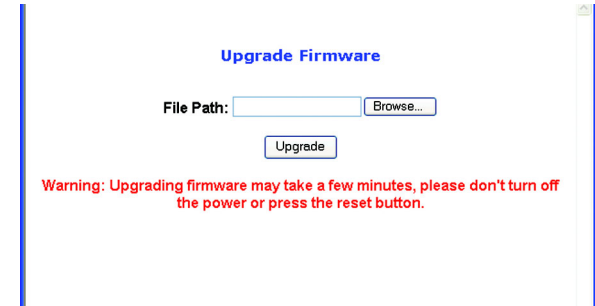 Upgrade Firmware
File Path: Browse...
Upgrade
Warning: Upgrading firmware may take a few minutes, please don't turn off
the power or press the reset button.